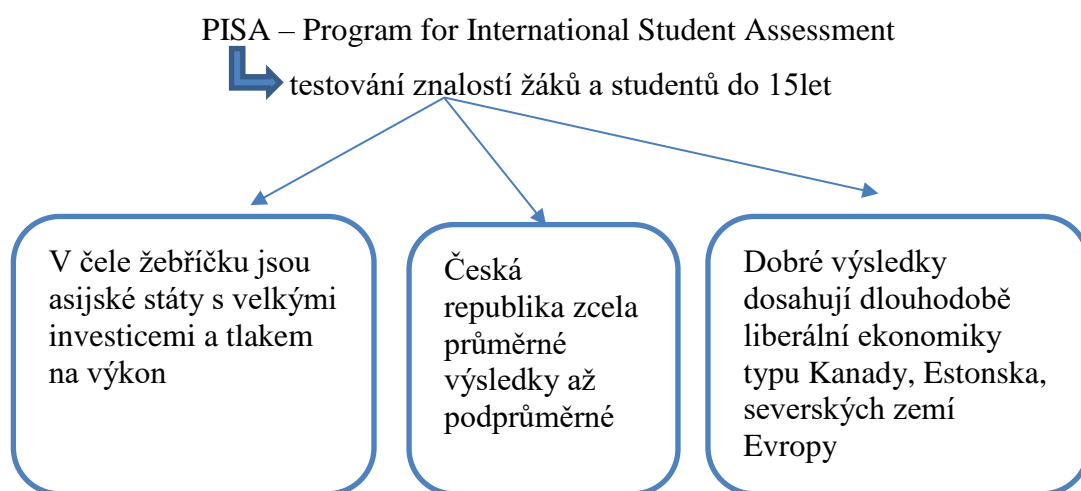 PISA – Program for International Student Assessment
testování znalostí žáků a studentů do 15let
V čele žebříčku jsou
asijské státy s velkými
investicemi a tlakem
na výkon
Česká
republika zcela
průměrné
výsledky až
podprůměrné
Dobré výsledky
dosahují dlouhodobě
liberální ekonomiky
typu Kanady, Estonska,
severských zemí
Evropy